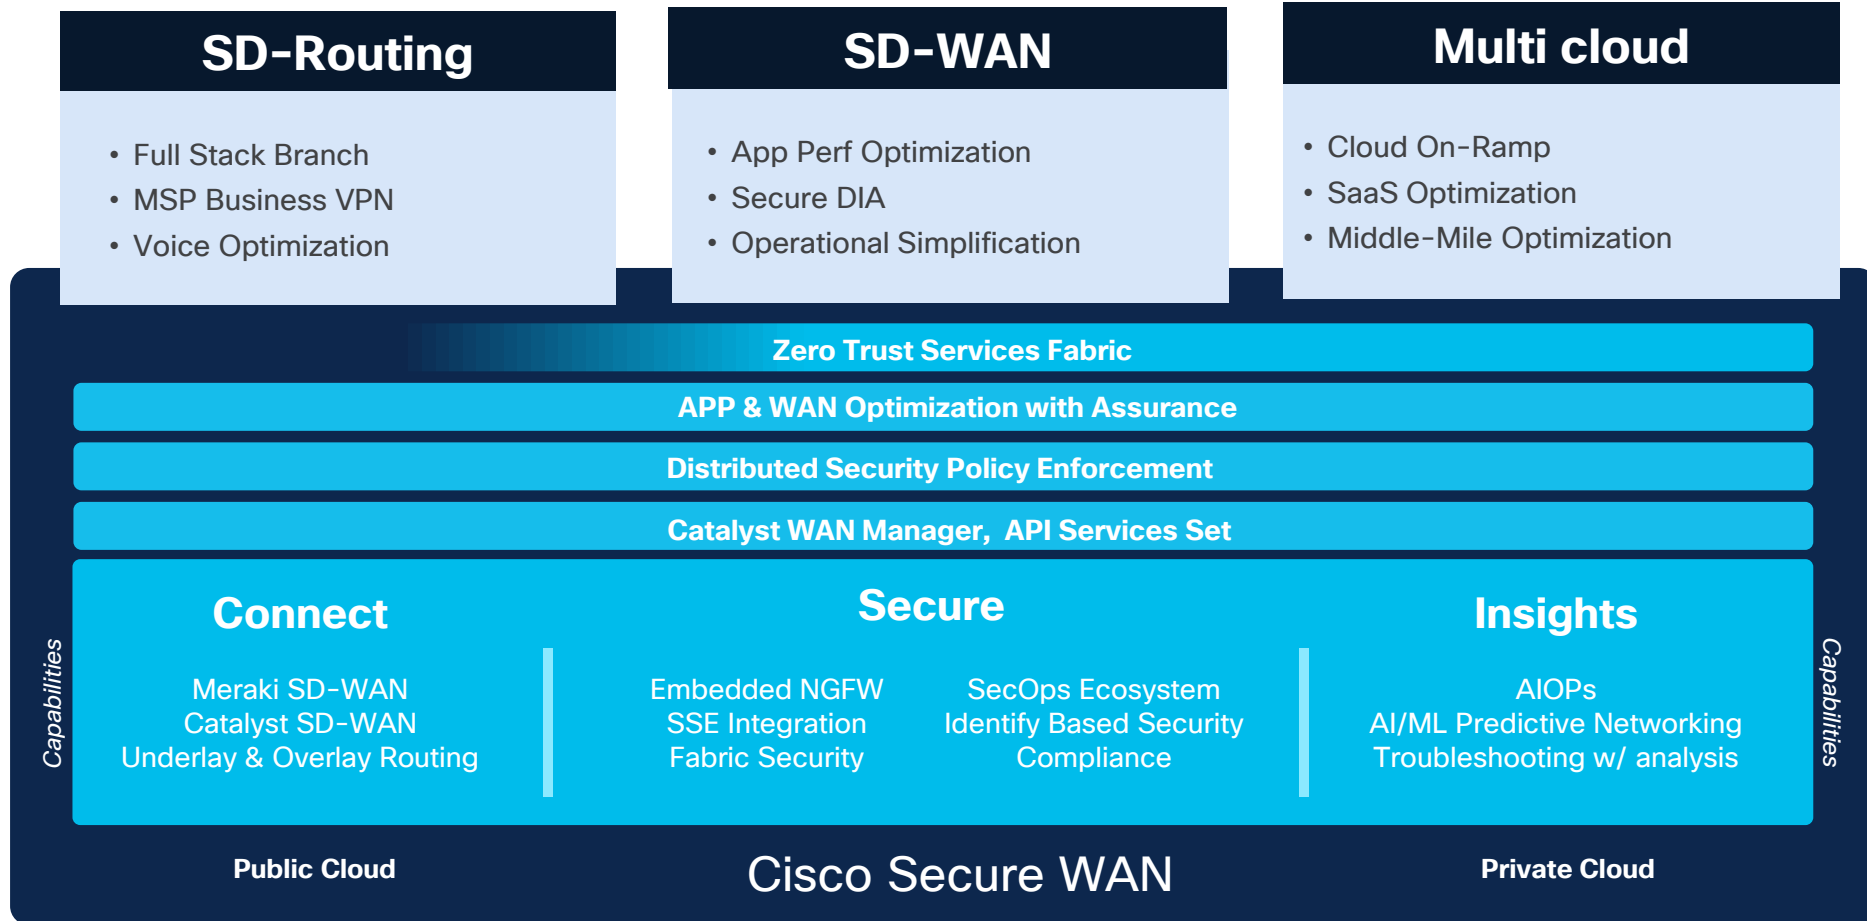 SD-Routing
• Full Stack Branch
• MSP Business VPN
• Voice Optimization
SD-WAN
• App Perf Optimization
• Secure DIA
• Operational Simplification
Multi cloud
• Cloud On-Ramp
• SaaS Optimization
• Middle-Mile Optimization
Zero Trust Services Fabric
APP & WAN Optimization with Assurance
Distributed Security Policy Enforcement
Catalyst WAN Manager, API Services Set
Capabilities
Connect
Meraki SD-WAN
Catalyst SD-WAN
Underlay & Overlay Routing
Secure
Embedded NGFW
SSE Integration
Fabric Security
SecOps Ecosystem
Identify Based Security
Compliance
Insights
AIOPs
AI/ML Predictive Networking
Troubleshooting w/ analysis
Capabilities
Public Cloud
Cisco Secure WAN
Private Cloud